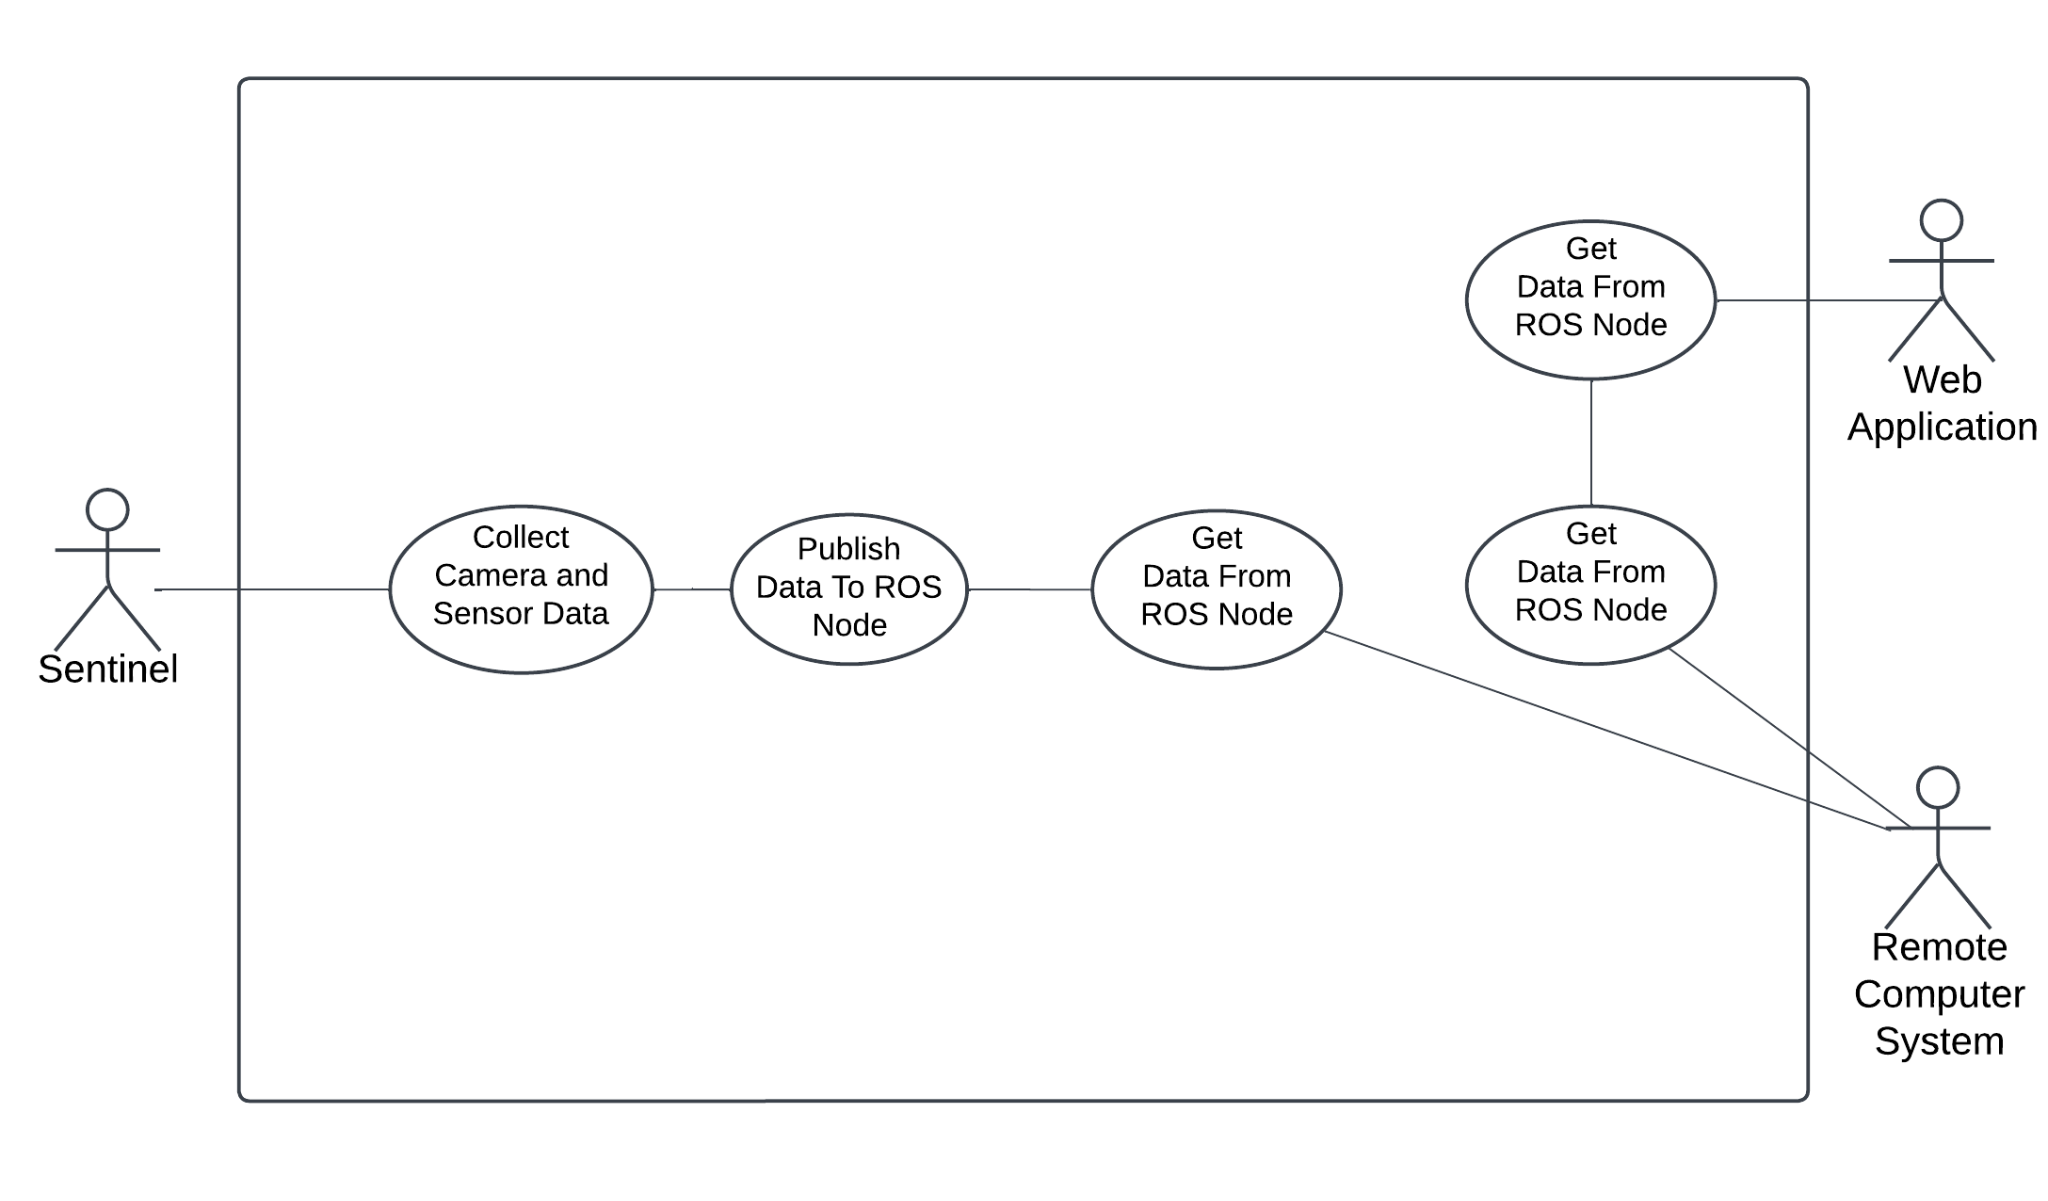 Get
Data From
ROS Node
Web
Application
Sentinel
Collect
Camera and
Sensor Data
Publish
Data To ROS
Node
Get
Data From
ROS Node
Get
Data From
ROS Node
Remote
Computer
System